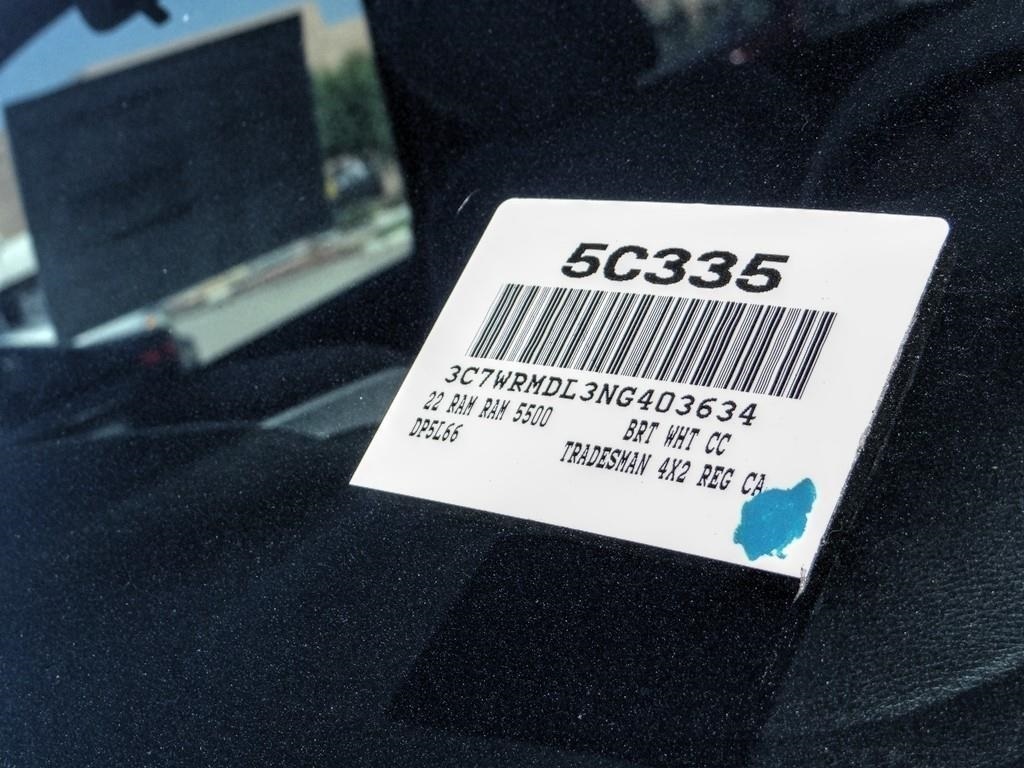 5C335
3C7WRMDL3NG403634
22 RAM RAM 5500 BRT WHT CC
DP5L66 TRADESMAN 4X2 REG CA